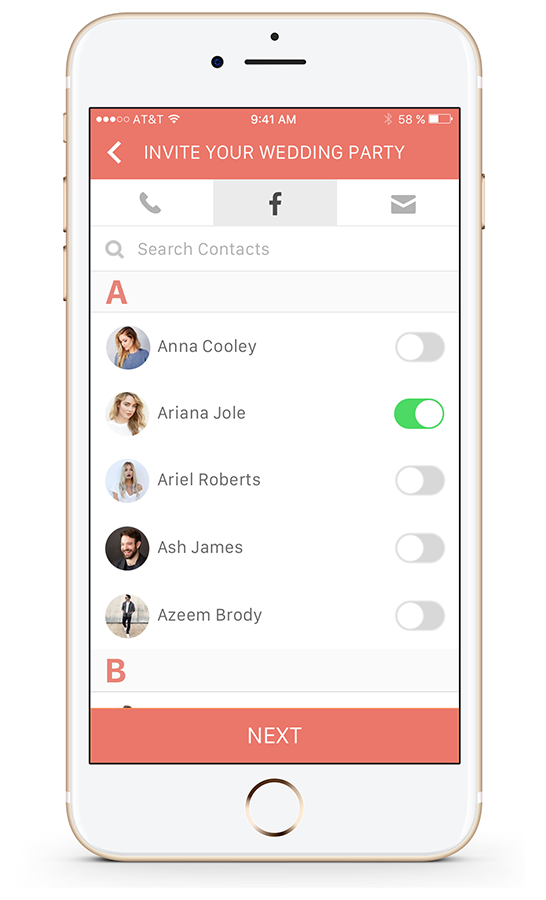 AT&T 9:41 AM 58 %
INVITE YOUR WEDDING PARTY
f
Search Contacts
A
Anna Cooley
Ariana Jole
Ariel Roberts
Ash James
Azeem Brody
B
NEXT